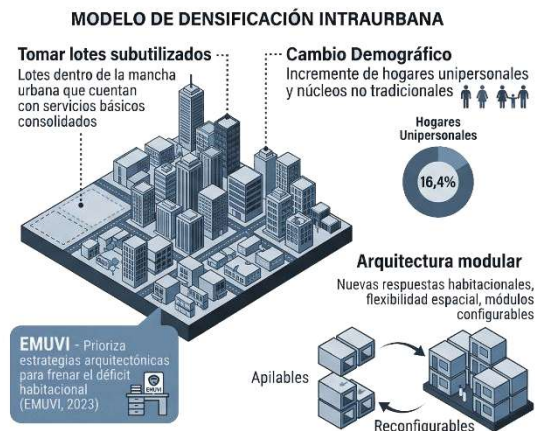 MODELO DE DENSIFICACIÓN INTRAURBANA
Tomar lotes subutilizados
Lotes dentro de la mancha
urbana que cuentan
con servicios básicos
consolidados
Cambio Demográfico
Incremente de hogares unipersonales
y núcleos no tradicionales
Hogares
Unipersonales
16,4%
Arquitectura modular
Nuevas respuestas habitacionales,
flexibilidad espacial, módulos
configurables
Apilables
Reconfigurables
EMUVI - Prioriza
estrategias arquitectónicas
para frenar el déficit
habitacional
(EMUVI, 2023)
EMUVI